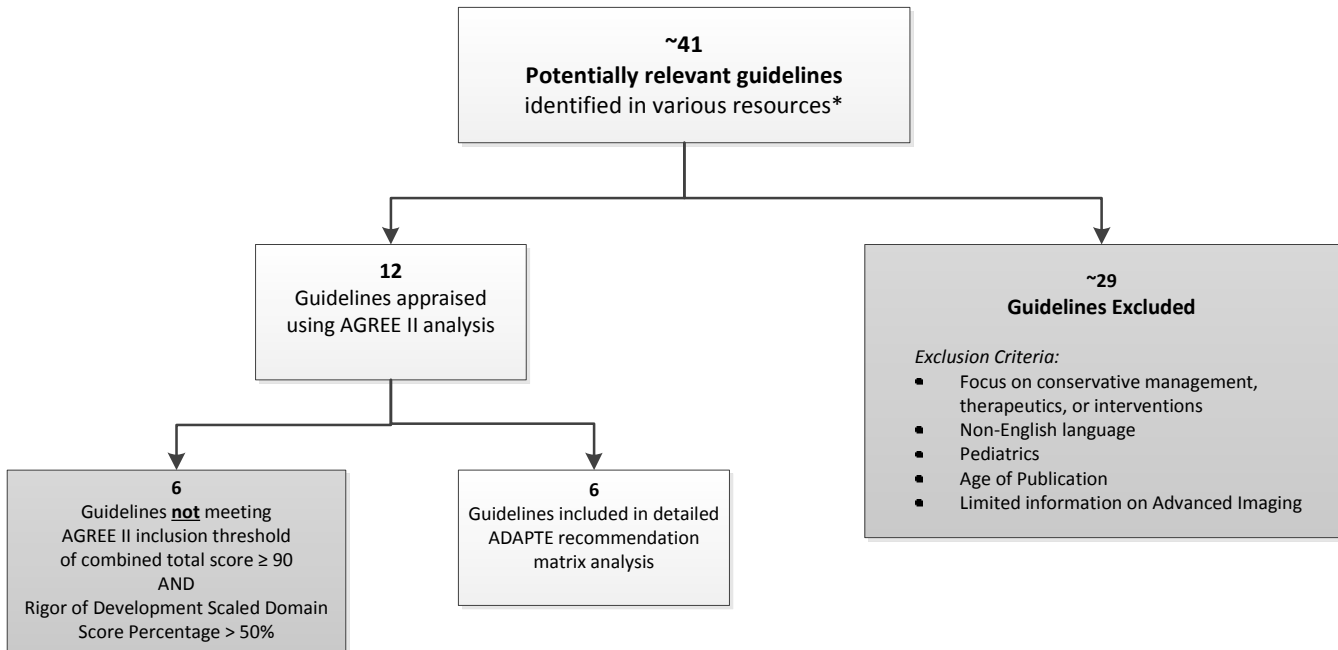 ~41
Potentially relevant guidelines
identified in various resources*
12
Guidelines appraised
using AGREE II analysis
~29
Guidelines Excluded
Exclusion Criteria:
▪ Focus on conservative management,
therapeutics, or interventions
▪ Non-English language
▪ Pediatrics
▪ Age of Publication
▪ Limited information on Advanced Imaging
6
Guidelines not meeting
AGREE II inclusion threshold
of combined total score ≥ 90
AND
Rigor of Development Scaled Domain
Score Percentage > 50%
6
Guidelines included in detailed
ADAPTE recommendation
matrix analysis